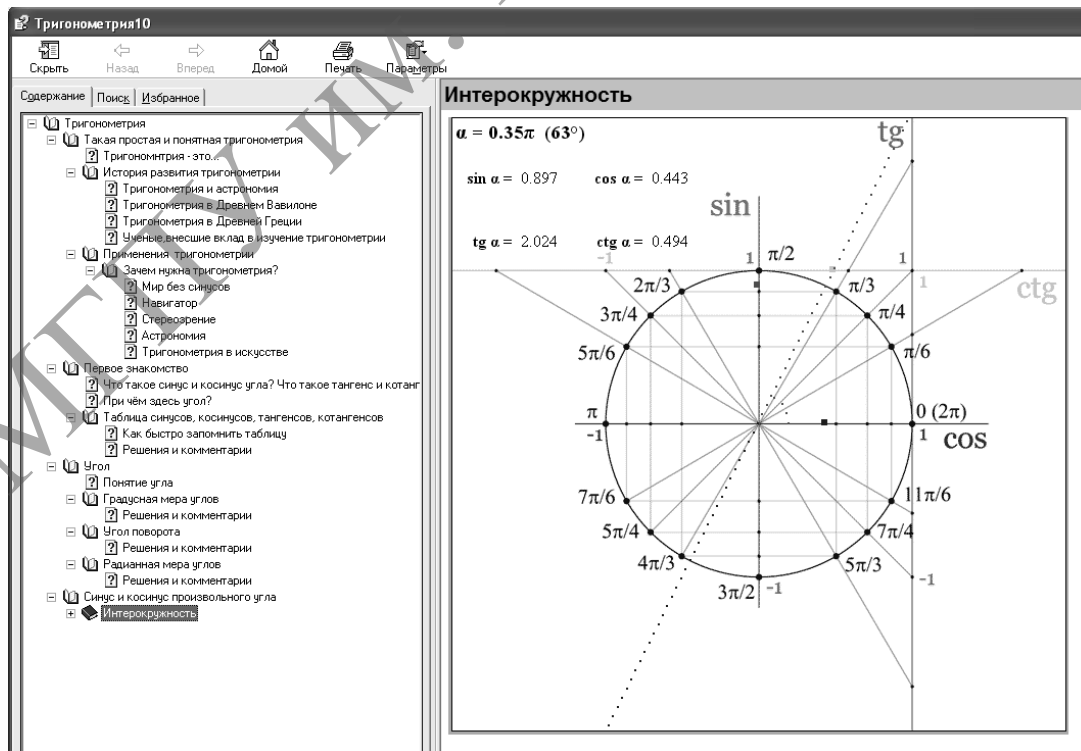 Тригонометрия10
Скрыть Назад Вперед Домой Печать Параметры
Содержание Поиск Избранное
Тригонометрия
Такая простая и понятная тригонометрия
Тригономнтрия - это...
История развития тригонометрии
Тригонометрия и астрономия
Тригонометрия в Древнем Вавилоне
Тригонометрия в Древней Греции
Ученые,внесшие вклад в изучение тригонометрии
Применения тригонометрии
Зачем нужна тригонометрия?
Мир без синусов
Навигатор
Стереозрение
Астрономия
Тригонометрия в искусстве
Первое знакомство
Что такое синус и косинус угла? Что такое тангенс и котанг
При чём здесь угол?
Таблица синусов, косинусов, тангенсов, котангенсов
Как быстро запомнить таблицу
Решения и комментарии
Угол
Понятие угла
Градусная мера углов
Решения и комментарии
Угол поворота
Решения и комментарии
Радианная мера углов
Решения и комментарии
Синус и косинус произвольного угла
Интерокружность
Интерокружность
α = 0.35π (63°)
tg
sin α = 0.897 cos α = 0.443
sin
tg α = 2.024 ctg α = 0.494
-1 1 π/2 1
1 ctg
2π/3 π/3
3π/4 π/4
5π/6 π/6
π 0 (2π)
-1 1 cos
7π/6 11π/6
5π/4 7π/4
4π/3 5π/3 -1
3π/2 -1
МГПУ им.